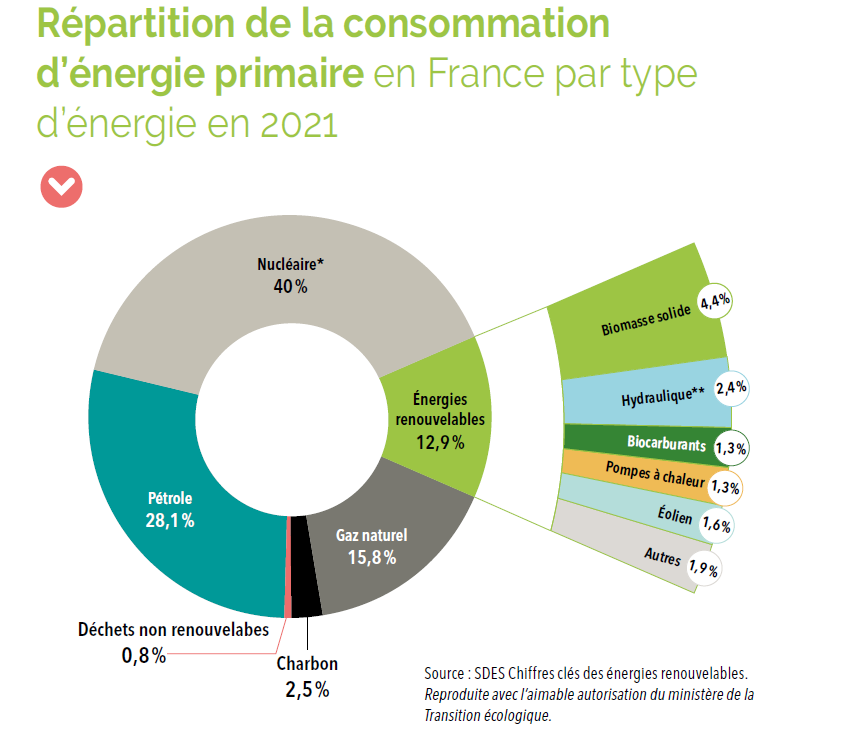 Répartition de la consommation
d'énergie primaire en France par type
d'énergie en 2021
Nucléaire*
40 %
Énergies
renouvelables
12,9 %
Pétrole
28,1 %
Gaz naturel
15,8 %
Déchets non renouvelabes
0,8 %
Charbon
2,5 %
Biomasse solide
4,4%
Hydraulique**
2,4%
Biocarburants
1,3%
Pompes à chaleur
1,3%
Éolien
1,6%
Autres
1,9%
Source : SDES Chiffres clés des énergies renouvelables.
Reproduite avec l'aimable autorisation du ministère de la
Transition écologique.